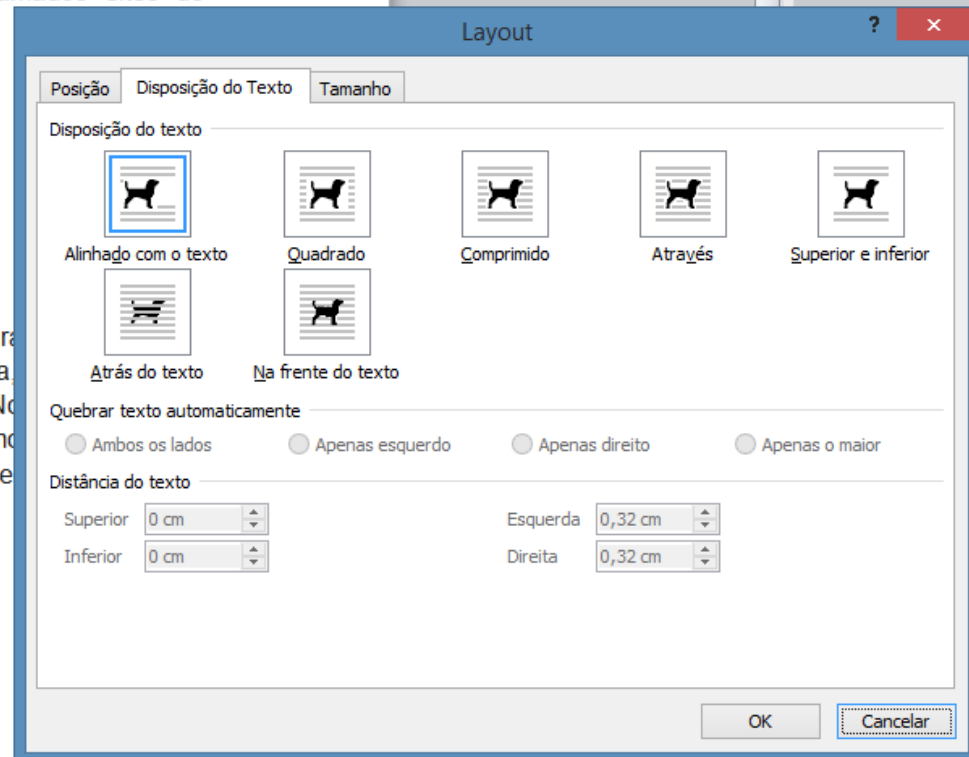 Layout
?
Posição Disposição do Texto Tamanho
Disposição do texto
Alinhado com o texto Quadrado Comprimido Através Superior e inferior
Atrás do texto Na frente do texto
Quebrar texto automaticamente
Ambos os lados Apenas esquerdo Apenas direito Apenas o maior
Distância do texto
Superior 0 cm Esquerda 0,32 cm
Inferior 0 cm Direita 0,32 cm
OK Cancelar